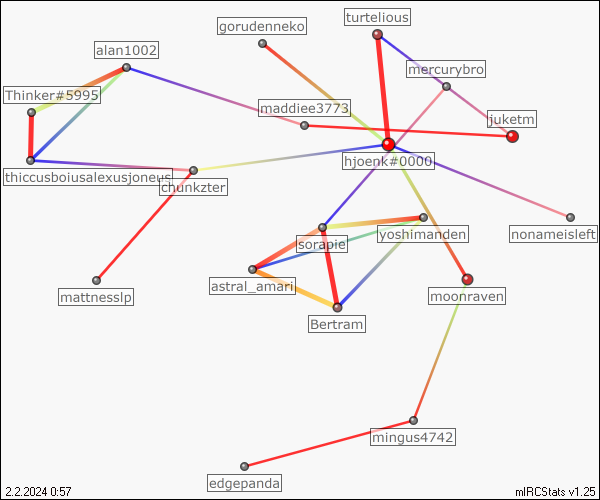 turtelious
gorudenneko
alan1002
mercurybro
Thinker#5995
maddiee3773
juketm
hjoenk#0000
thiccusboiusalexusjoneus
chunkzter
yoshimanden
nonameisleft
sorapie
astral_amari
mattnesslp
moonraven
Bertram
mingus4742
edgepanda
2.2.2024 0:57
mIRCStats v1.25